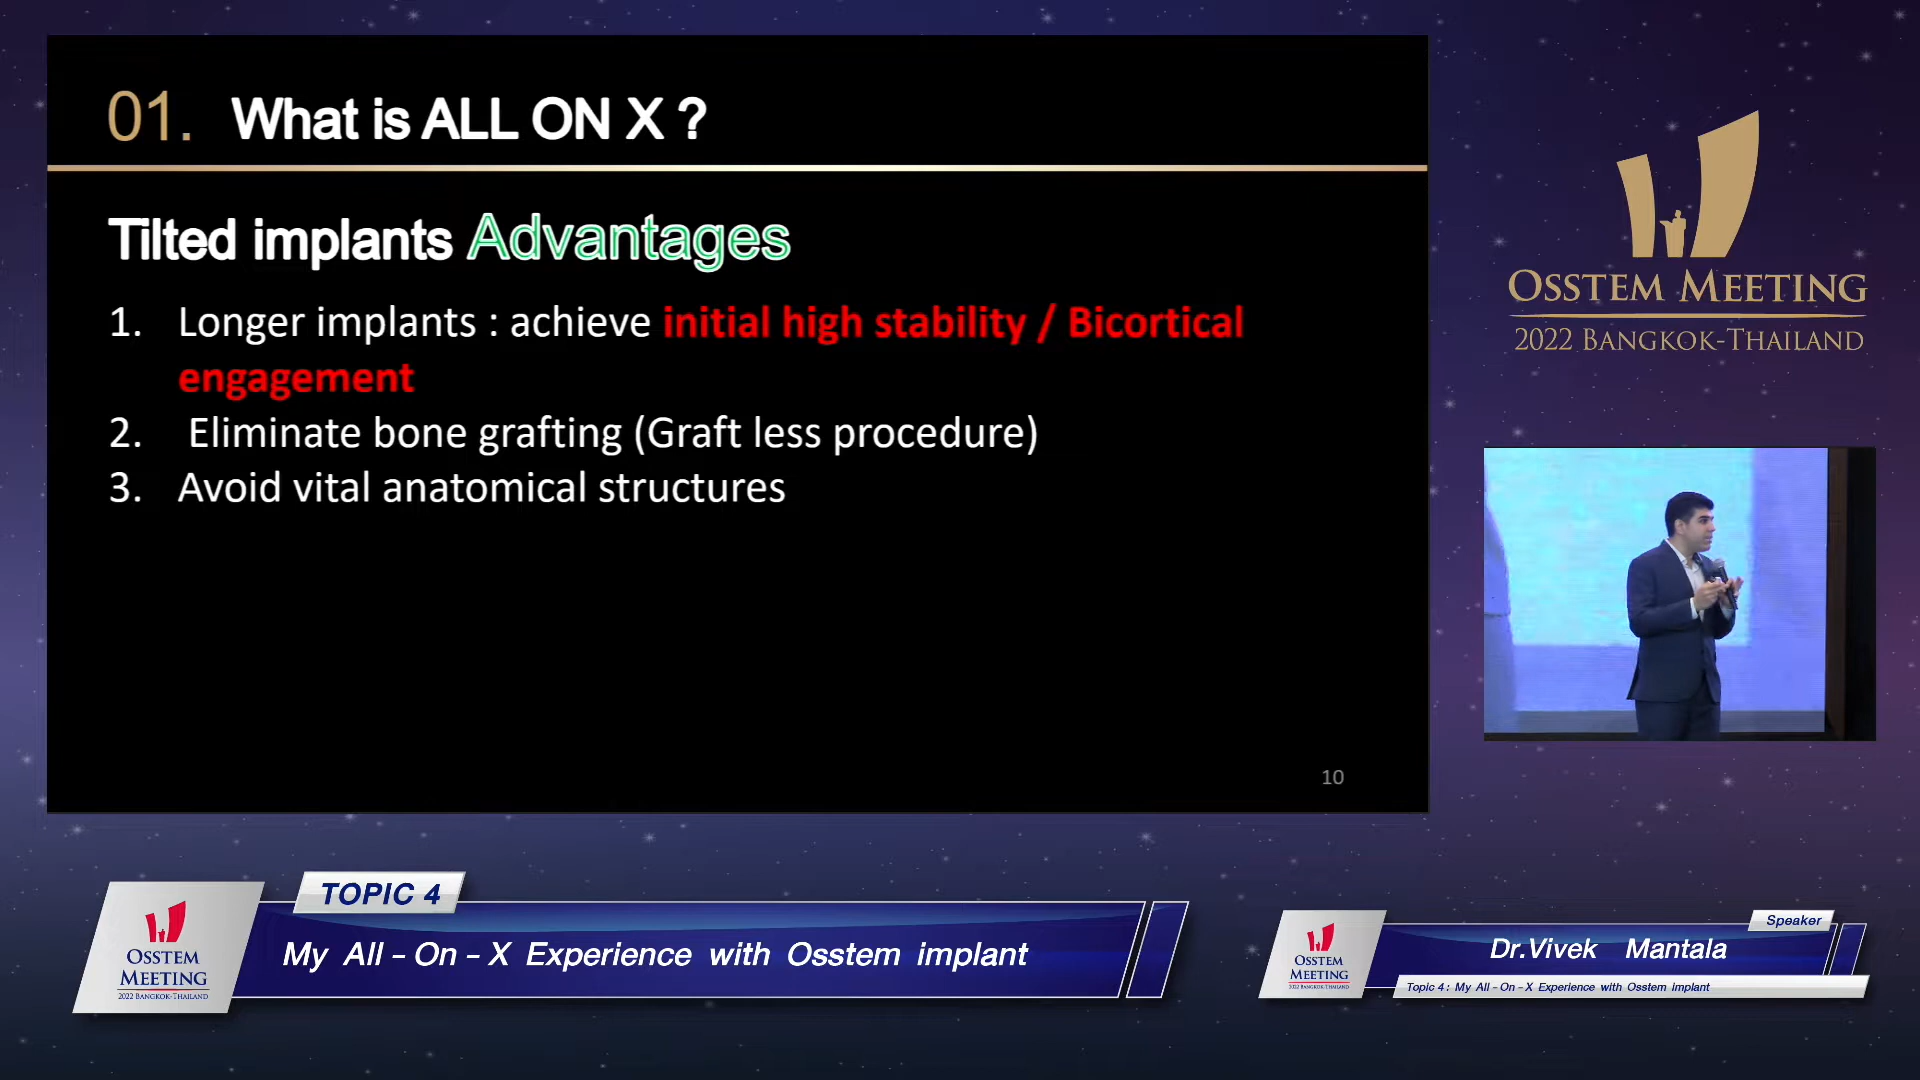 01. What is ALL ON X ?
Tilted implants Advantages
1. Longer implants : achieve initial high stability / Bicortical
engagement
2. Eliminate bone grafting (Graft less procedure)
3. Avoid vital anatomical structures
10
OSSTEM MEETING
2022 BANGKOK-THAILAND
TOPIC 4
My All - On - X Experience with Osstem implant
OSSTEM
MEETING
2022 BANGKOK-THAILAND
Speaker
Dr.Vivek Mantala
Topic 4 : My All - On - X Experience with Osstem implant
OSSTEM
MEETING
2022 BANGKOK-THAILAND